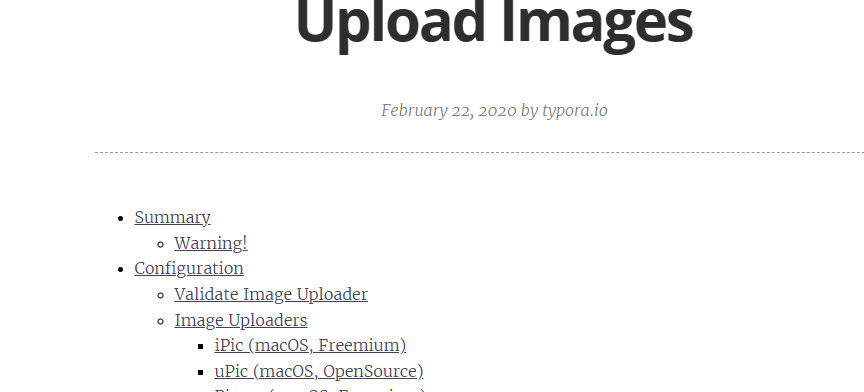 Upload Images
February 22, 2020 by typora.io
Summary
Warning!
Configuration
Validate Image Uploader
Image Uploaders
iPic (macOS, Freemium)
uPic (macOS, OpenSource)